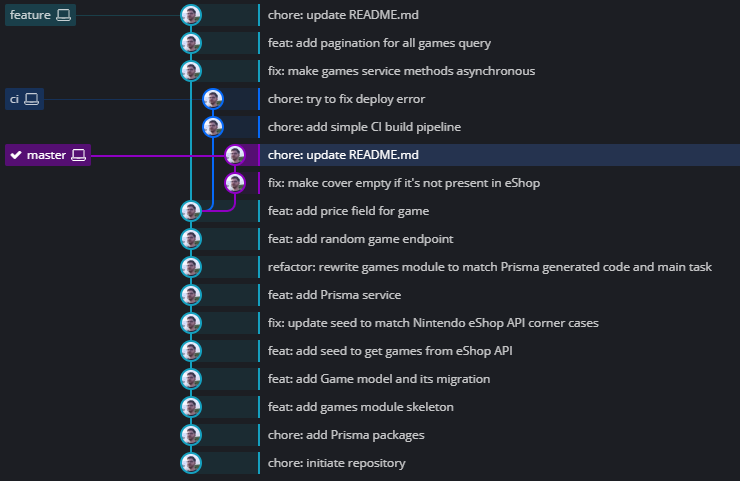 feature chore: update README.md
feat: add pagination for all games query
fix: make games service methods asynchronous
ci chore: try to fix deploy error
chore: add simple CI build pipeline
master chore: update README.md
fix: make cover empty if it's not present in eShop
feat: add price field for game
feat: add random game endpoint
refactor: rewrite games module to match Prisma generated code and main task
feat: add Prisma service
fix: update seed to match Nintendo eShop API corner cases
feat: add seed to get games from eShop API
feat: add Game model and its migration
feat: add games module skeleton
chore: add Prisma packages
chore: initiate repository